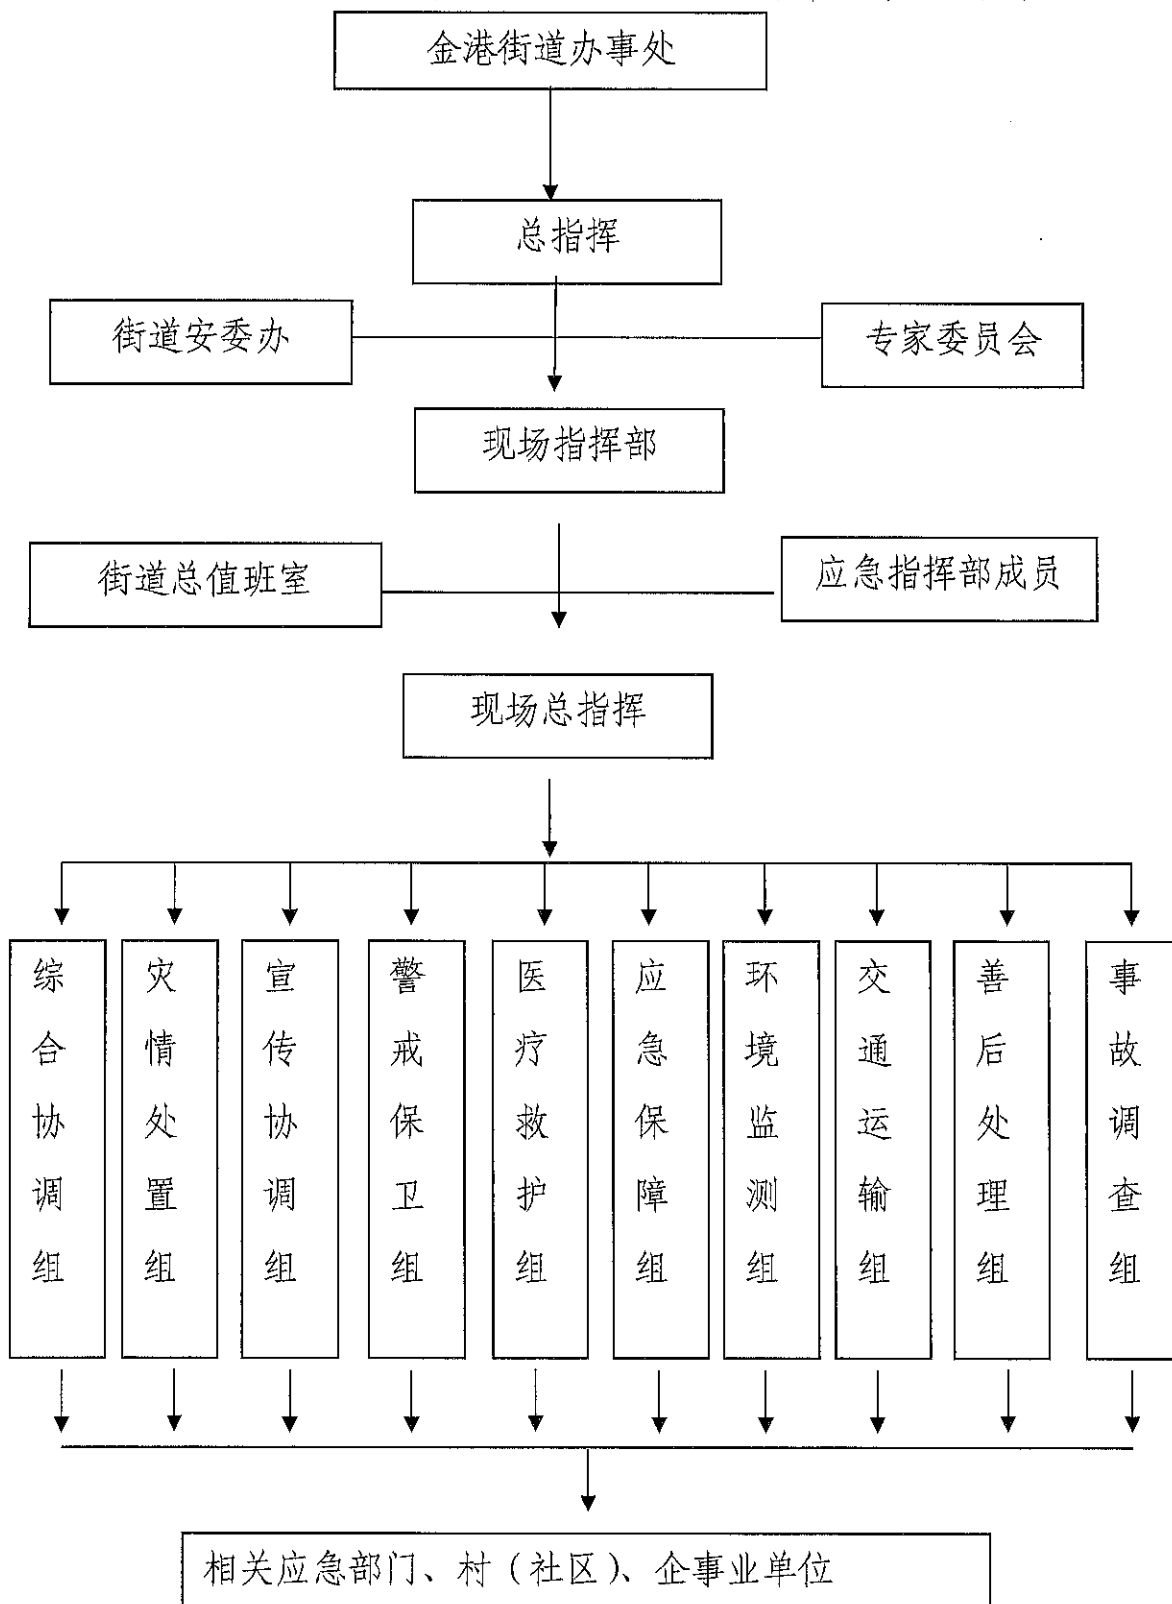 金港街道办事处
总指挥
街道安委办
专家委员会
现场指挥部
街道总值班室
应急指挥部成员
现场总指挥
综合协调组
灾情处置组
宣传协调组
警戒保卫组
医疗救护组
应急保障组
环境监测组
交通运输组
善后处理组
事故调查组
相关应急部门、村（社区）、企事业单位